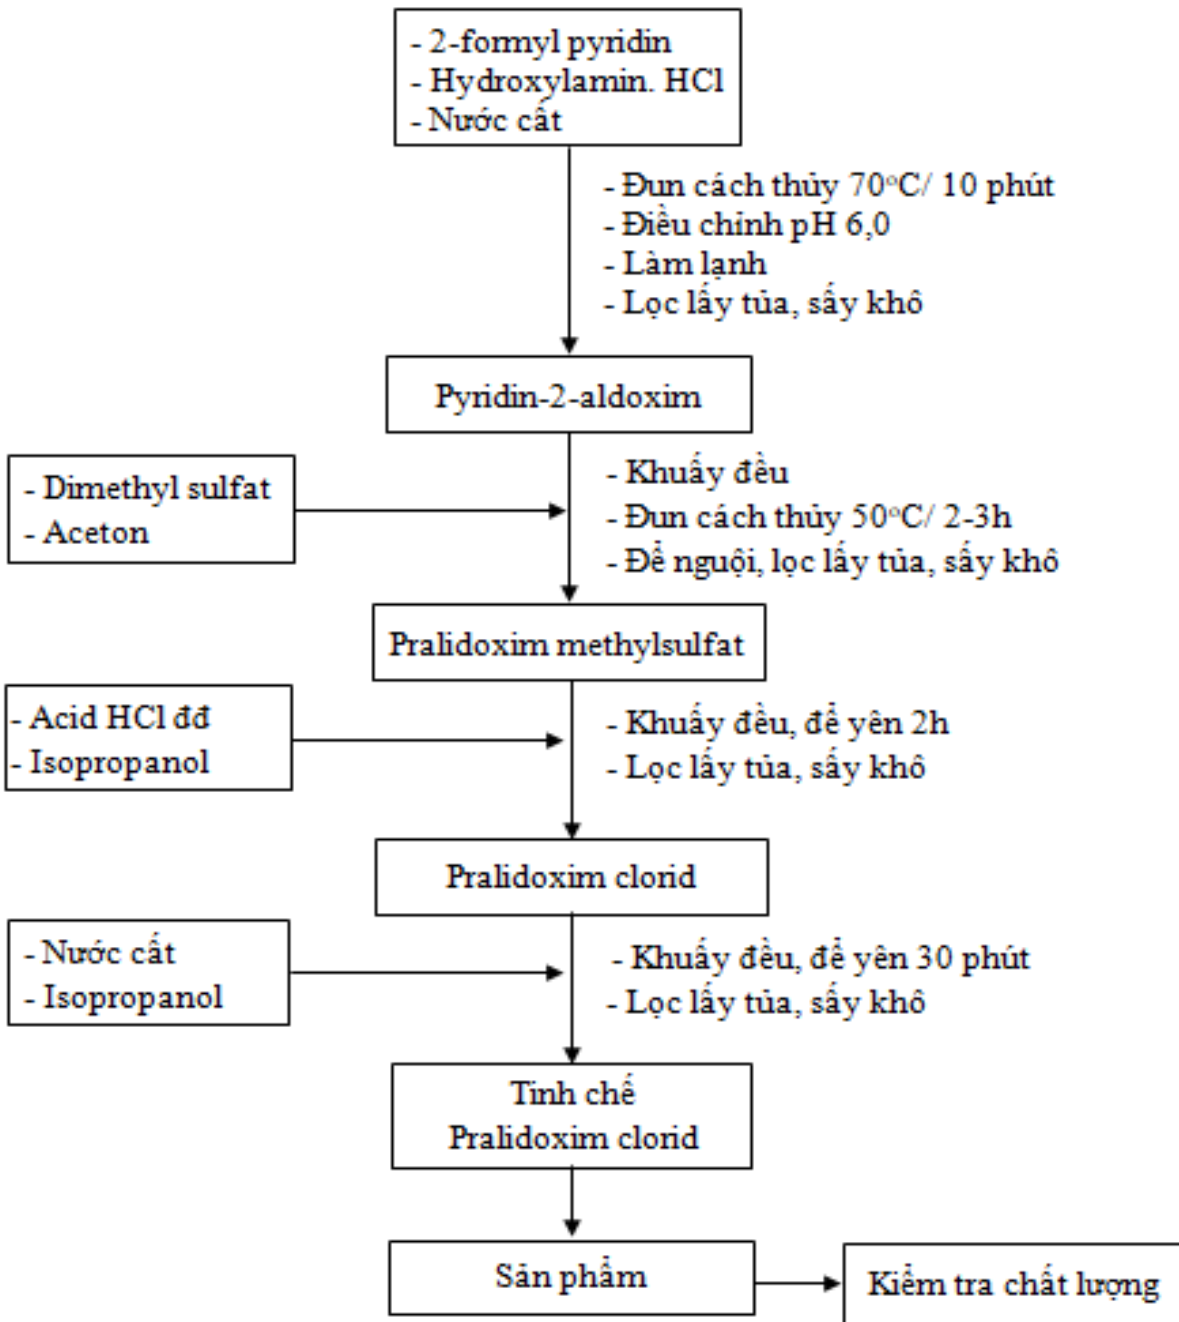 - 2-formyl pyridin
- Hydroxylamin. HCl
- Nước cất
- Đun cách thủy 70°C/ 10 phút
- Điều chỉnh pH 6,0
- Làm lạnh
- Lọc lấy tủa, sấy khô
Pyridin-2-aldoxim
- Dimethyl sulfat
- Aceton
- Khuấy đều
- Đun cách thủy 50°C/ 2-3h
- Để nguội, lọc lấy tủa, sấy khô
Pralidoxim methylsulfat
- Acid HCl đđ
- Isopropanol
- Khuấy đều, để yên 2h
- Lọc lấy tủa, sấy khô
Pralidoxim clorid
- Nước cất
- Isopropanol
- Khuấy đều, để yên 30 phút
- Lọc lấy tủa, sấy khô
Tinh chế
Pralidoxim clorid
Sản phẩm
Kiểm tra chất lượng